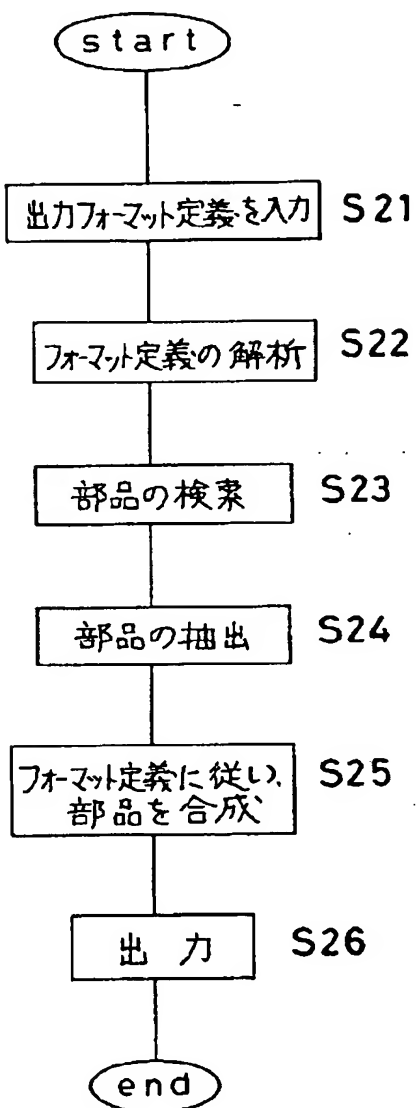 start
出力フォーマット定義を入力 S21
フォーマット定義の解析 S22
部品の検索 S23
部品の抽出 S24
フォーマット定義に従い、 S25
部品を合成
出力 S26
end